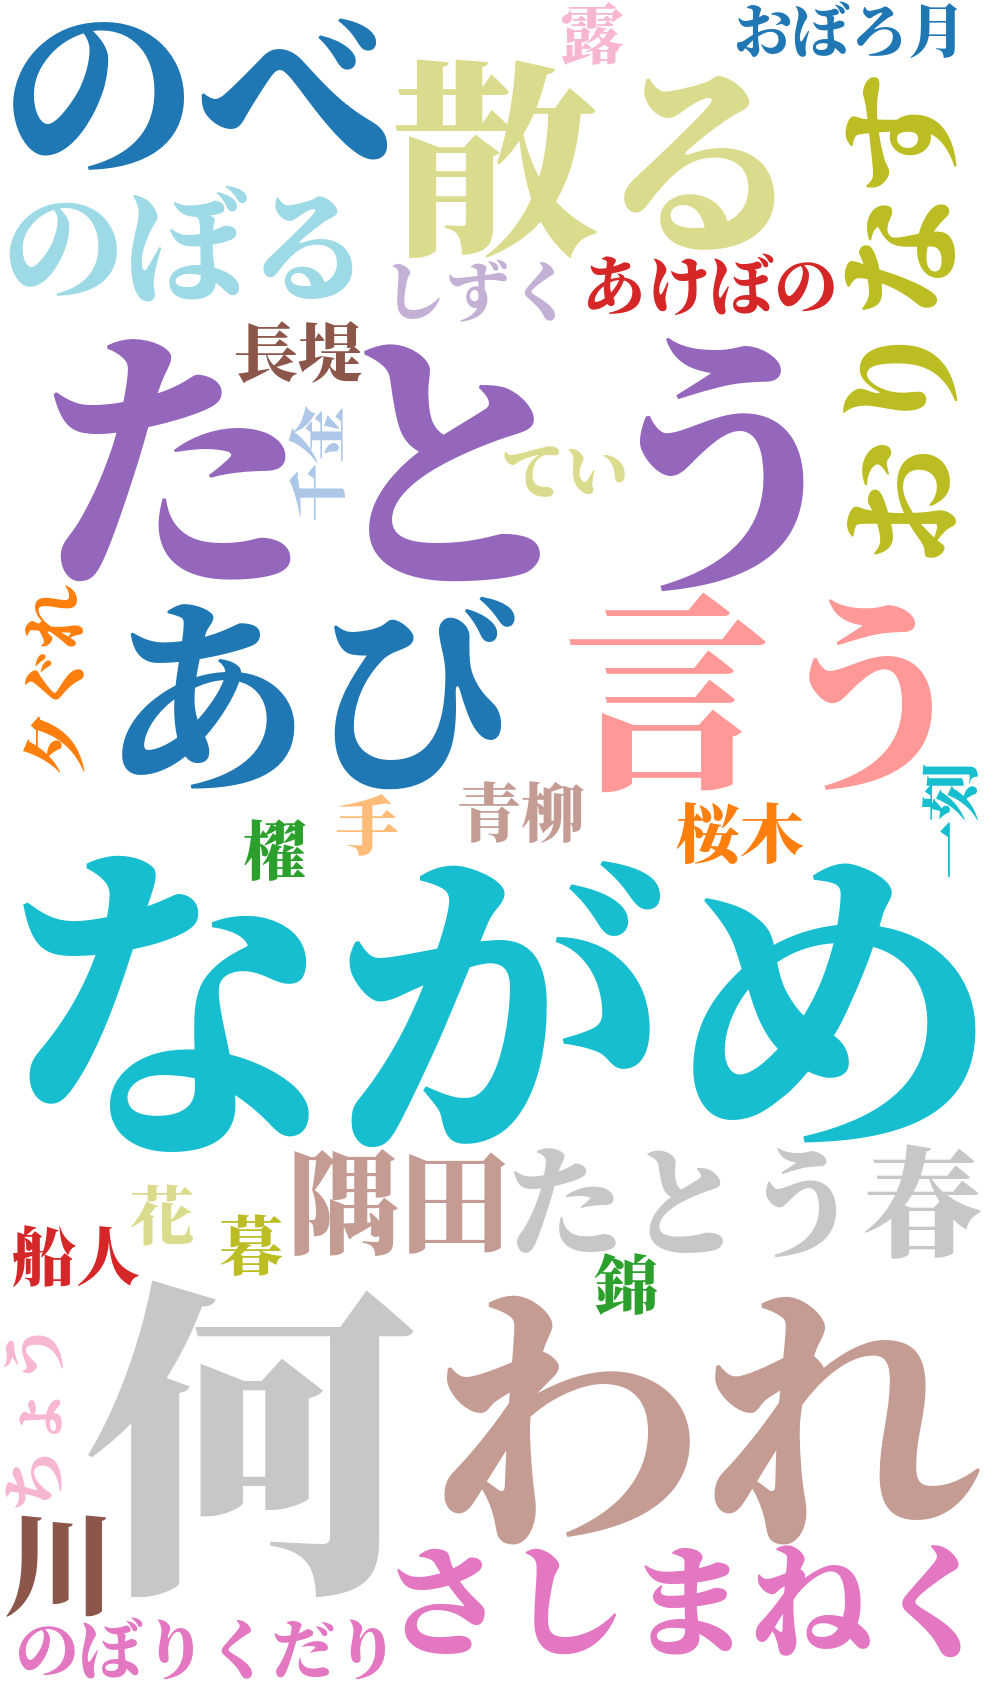 露
おぼろ月
のべ
散る
おりなす
のぼる
しずく
あけぼの
長堤
たとう
千金
てい
夕ぐれ
あび
言う
一刻
櫂
手
青柳
桜木
ながめ
隅田
たとう
春
花
暮
船人
錦
何
われ
ちょう
川
さしまねく
のぼりくだり